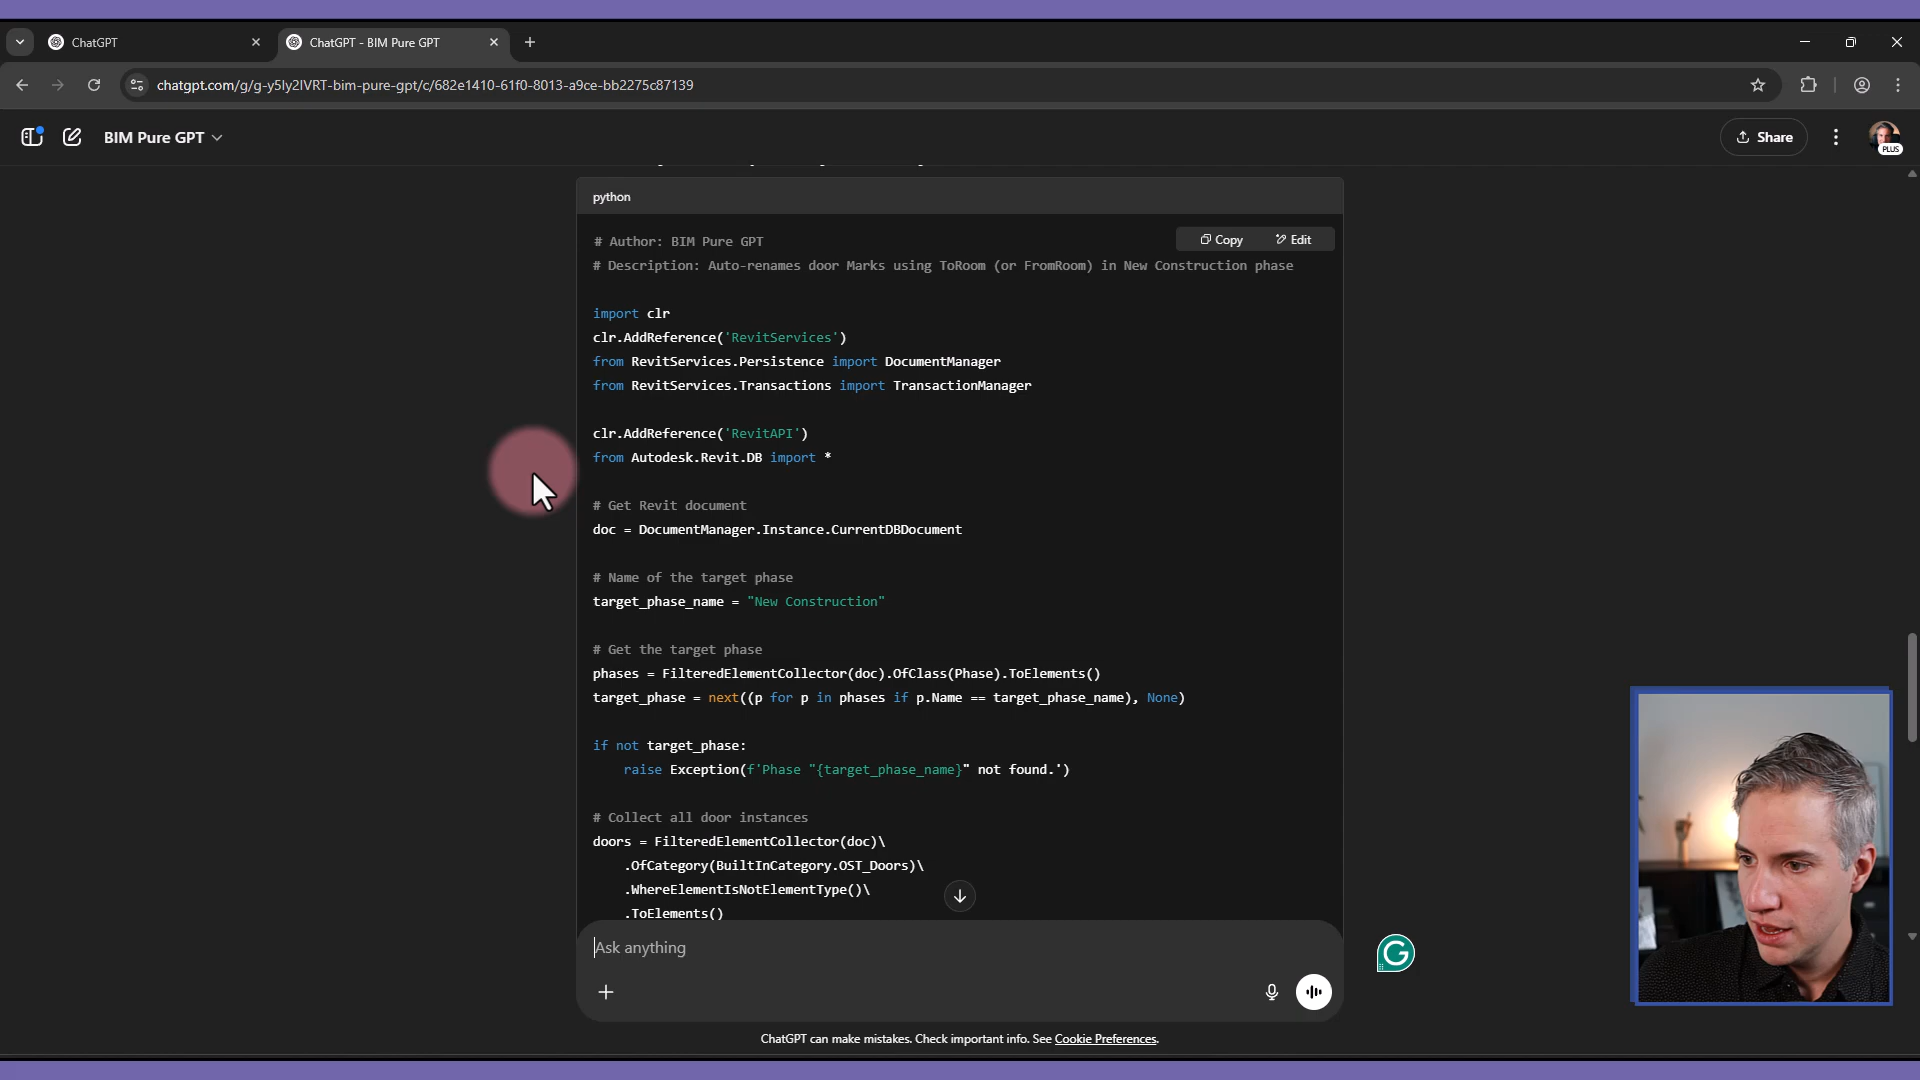 ChatGPT
ChatGPT - BIM Pure GPT
chatgpt.com/g/g-y5Iy2IVRT-bim-pure-gpt/c/682e1410-61f0-8013-a9ce-bb2275c87139
BIM Pure GPT
Share
PLUS
python
Copy
Edit
# Author: BIM Pure GPT
# Description: Auto-renames door Marks using ToRoom (or FromRoom) in New Construction phase
import clr
clr.AddReference('RevitServices')
from RevitServices.Persistence import DocumentManager
from RevitServices.Transactions import TransactionManager
clr.AddReference('RevitAPI')
from Autodesk.Revit.DB import *
# Get Revit document
doc = DocumentManager.Instance.CurrentDBDocument
# Name of the target phase
target_phase_name = "New Construction"
# Get the target phase
phases = FilteredElementCollector(doc).OfClass(Phase).ToElements()
target_phase = next((p for p in phases if p.Name == target_phase_name), None)
if not target_phase:
    raise Exception(f'Phase "{target_phase_name}" not found.')
# Collect all door instances
doors = FilteredElementCollector(doc)\
    .OfCategory(BuiltInCategory.OST_Doors)\
    .WhereElementIsNotElementType()\
    .ToElements()
Ask anything
ChatGPT can make mistakes. Check important info. See Cookie Preferences.